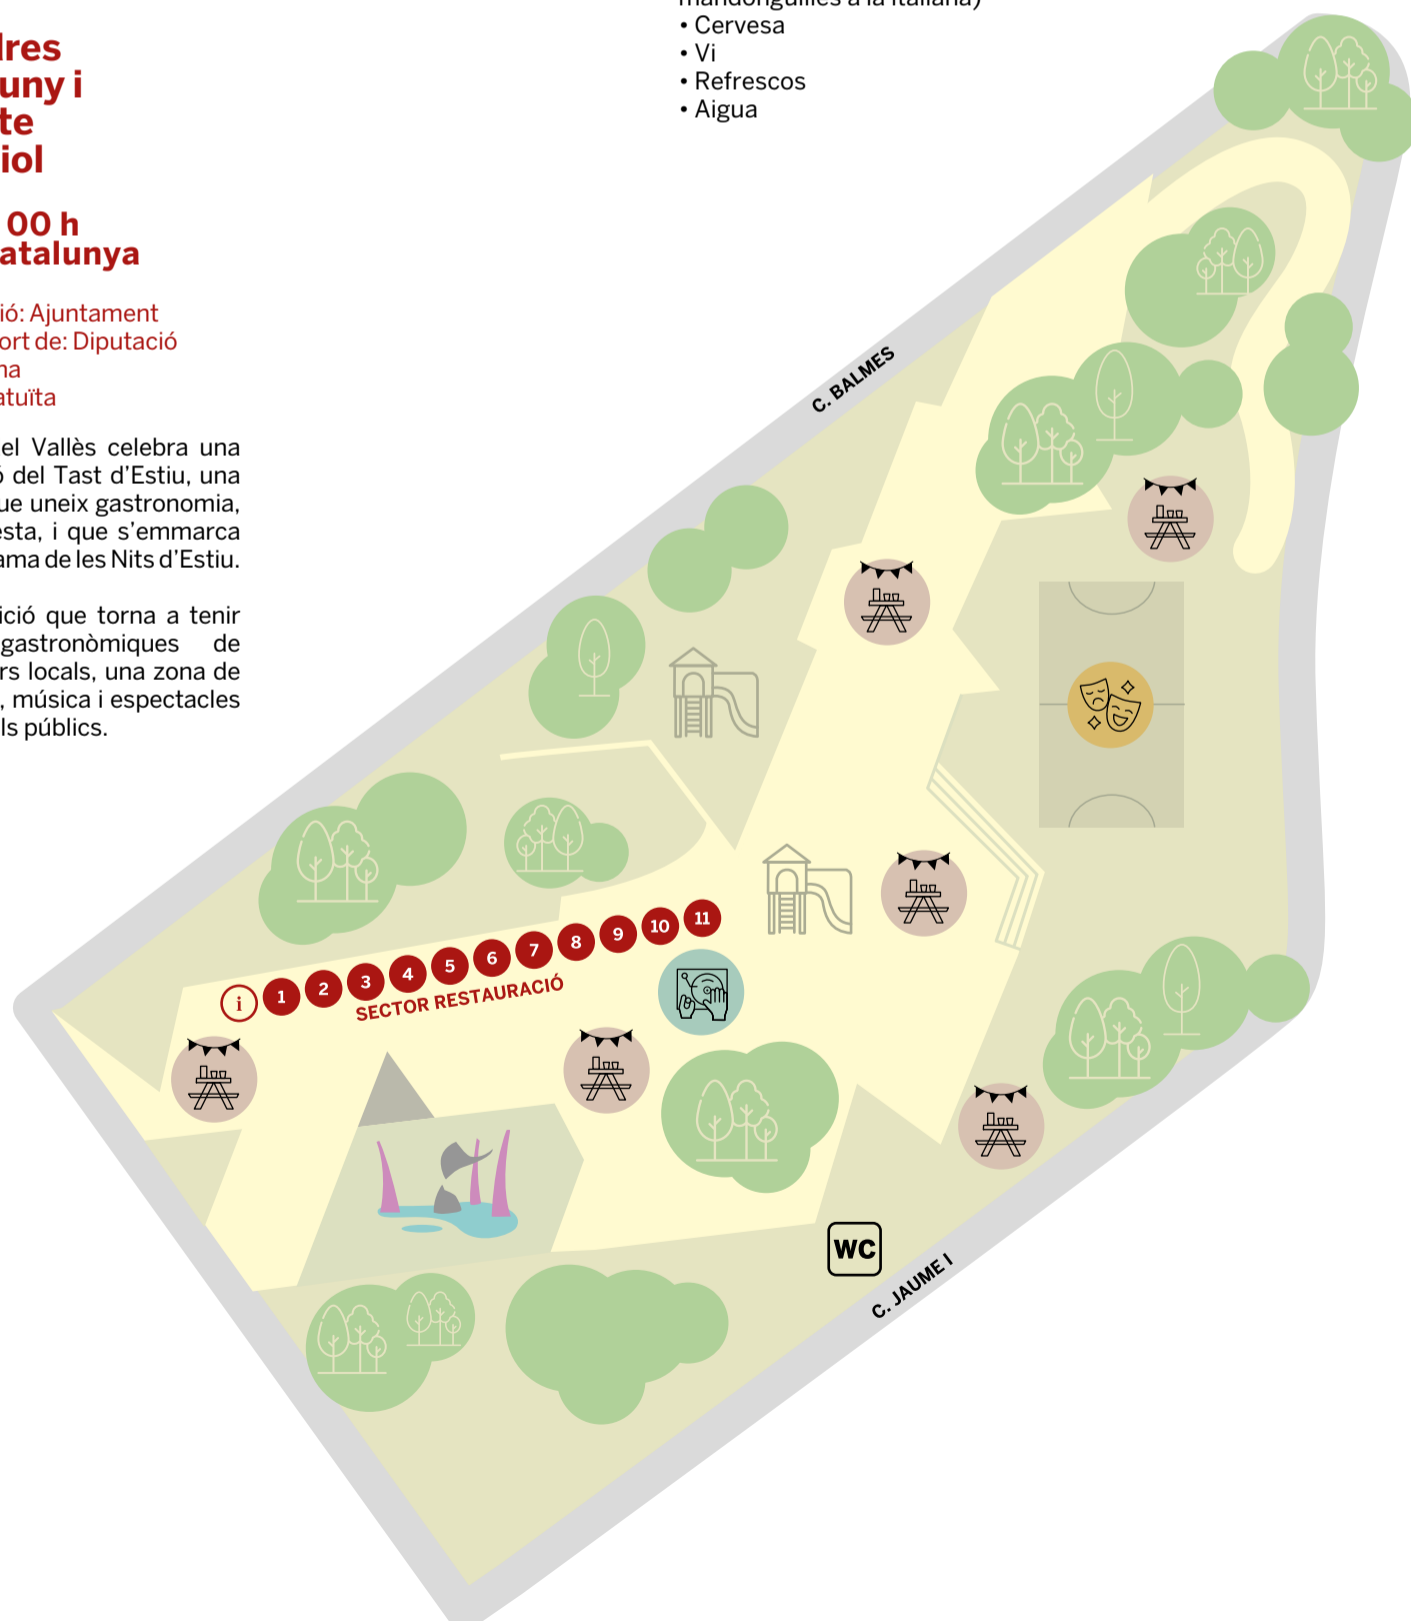 dres
uny i
te
iol
00 h
atalunya
ió: Ajuntament
ort de: Diputació
na
atuïta
el Vallès celebra una
ó del Tast d'Estiu, una
ue uneix gastronomia,
esta, i que s'emmarca
ama de les Nits d'Estiu.
ició que torna a tenir
gastronòmiques de
rs locals, una zona de
, música i espectacles
ls públics.
mandonguilles a la italiana)
• Cervesa
• Vi
• Refrescos
• Aigua
C. BALMES
i 1 2 3 4 5 6 7 8 9 10 11
SECTOR RESTAURACIÓ
WC
C. JAUME I